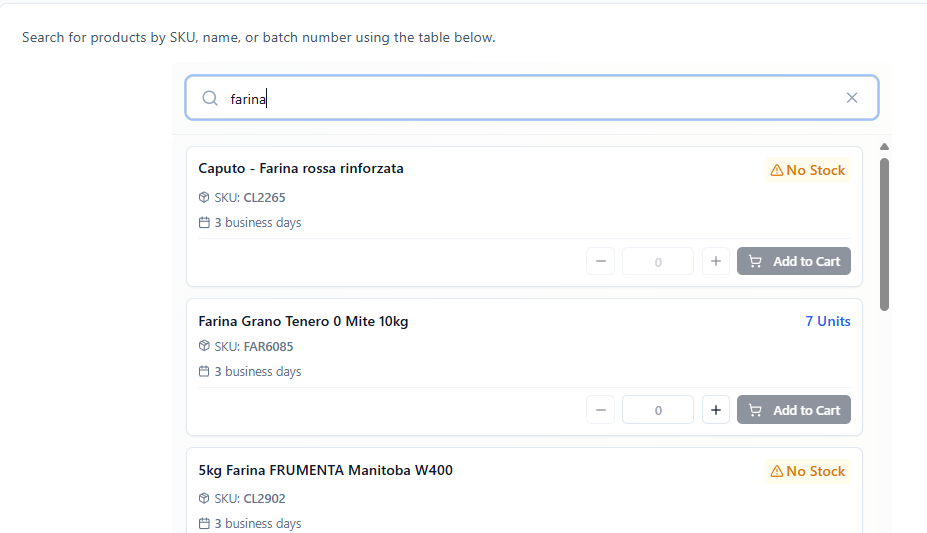 Search for products by SKU, name, or batch number using the table below.
farina
Caputo - Farina rossa rinforzata
No Stock
SKU: CL2265
3 business days
0
Add to Cart
Farina Grano Tenero 0 Mite 10kg
7 Units
SKU: FAR6085
3 business days
0
Add to Cart
5kg Farina FRUMENTA Manitoba W400
No Stock
SKU: CL2902
3 business days